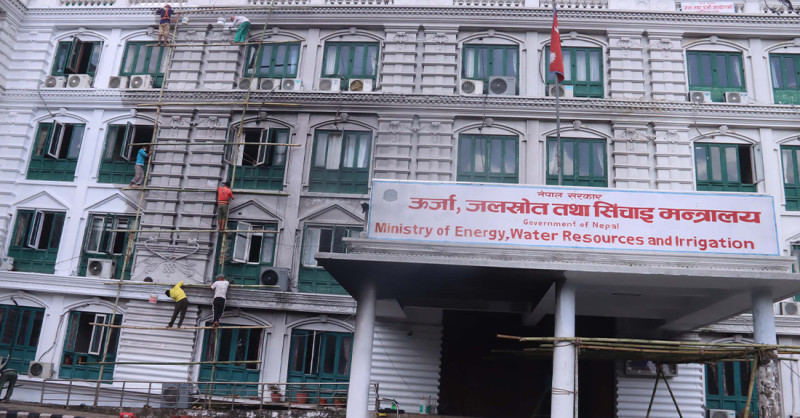 नेपाल सरकार
ऊर्जा, जलस्रोत तथा सिंचाइ मन्त्रालय
Government of Nepal
Ministry of Energy,Water Resources and Irrigation